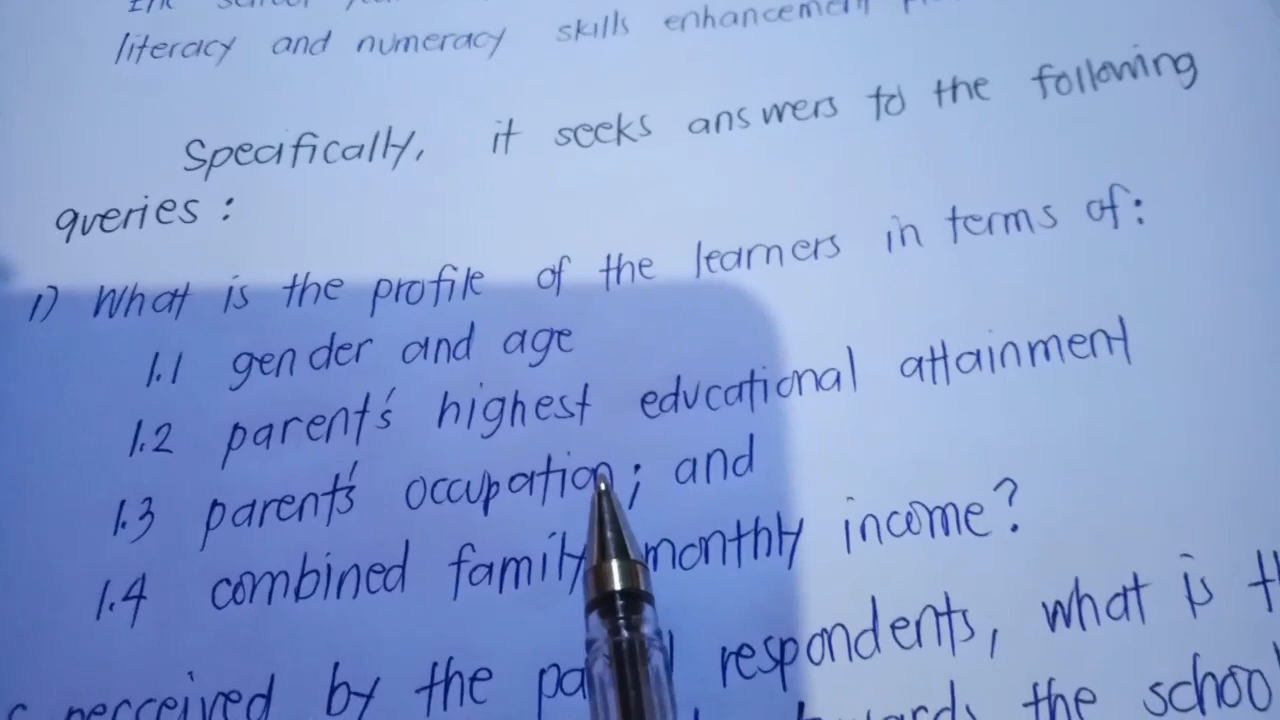 literacy and numeracy skills enhancement
Specifically, it seeks answers to the following
queries :
1) What is the profile of the learners in terms of:
1.1 gender and age
1.2 parent's highest educational attainment
1.3 parent's occupation; and
1.4 combined family monthly income?
perceived by the respondents, what is
the school